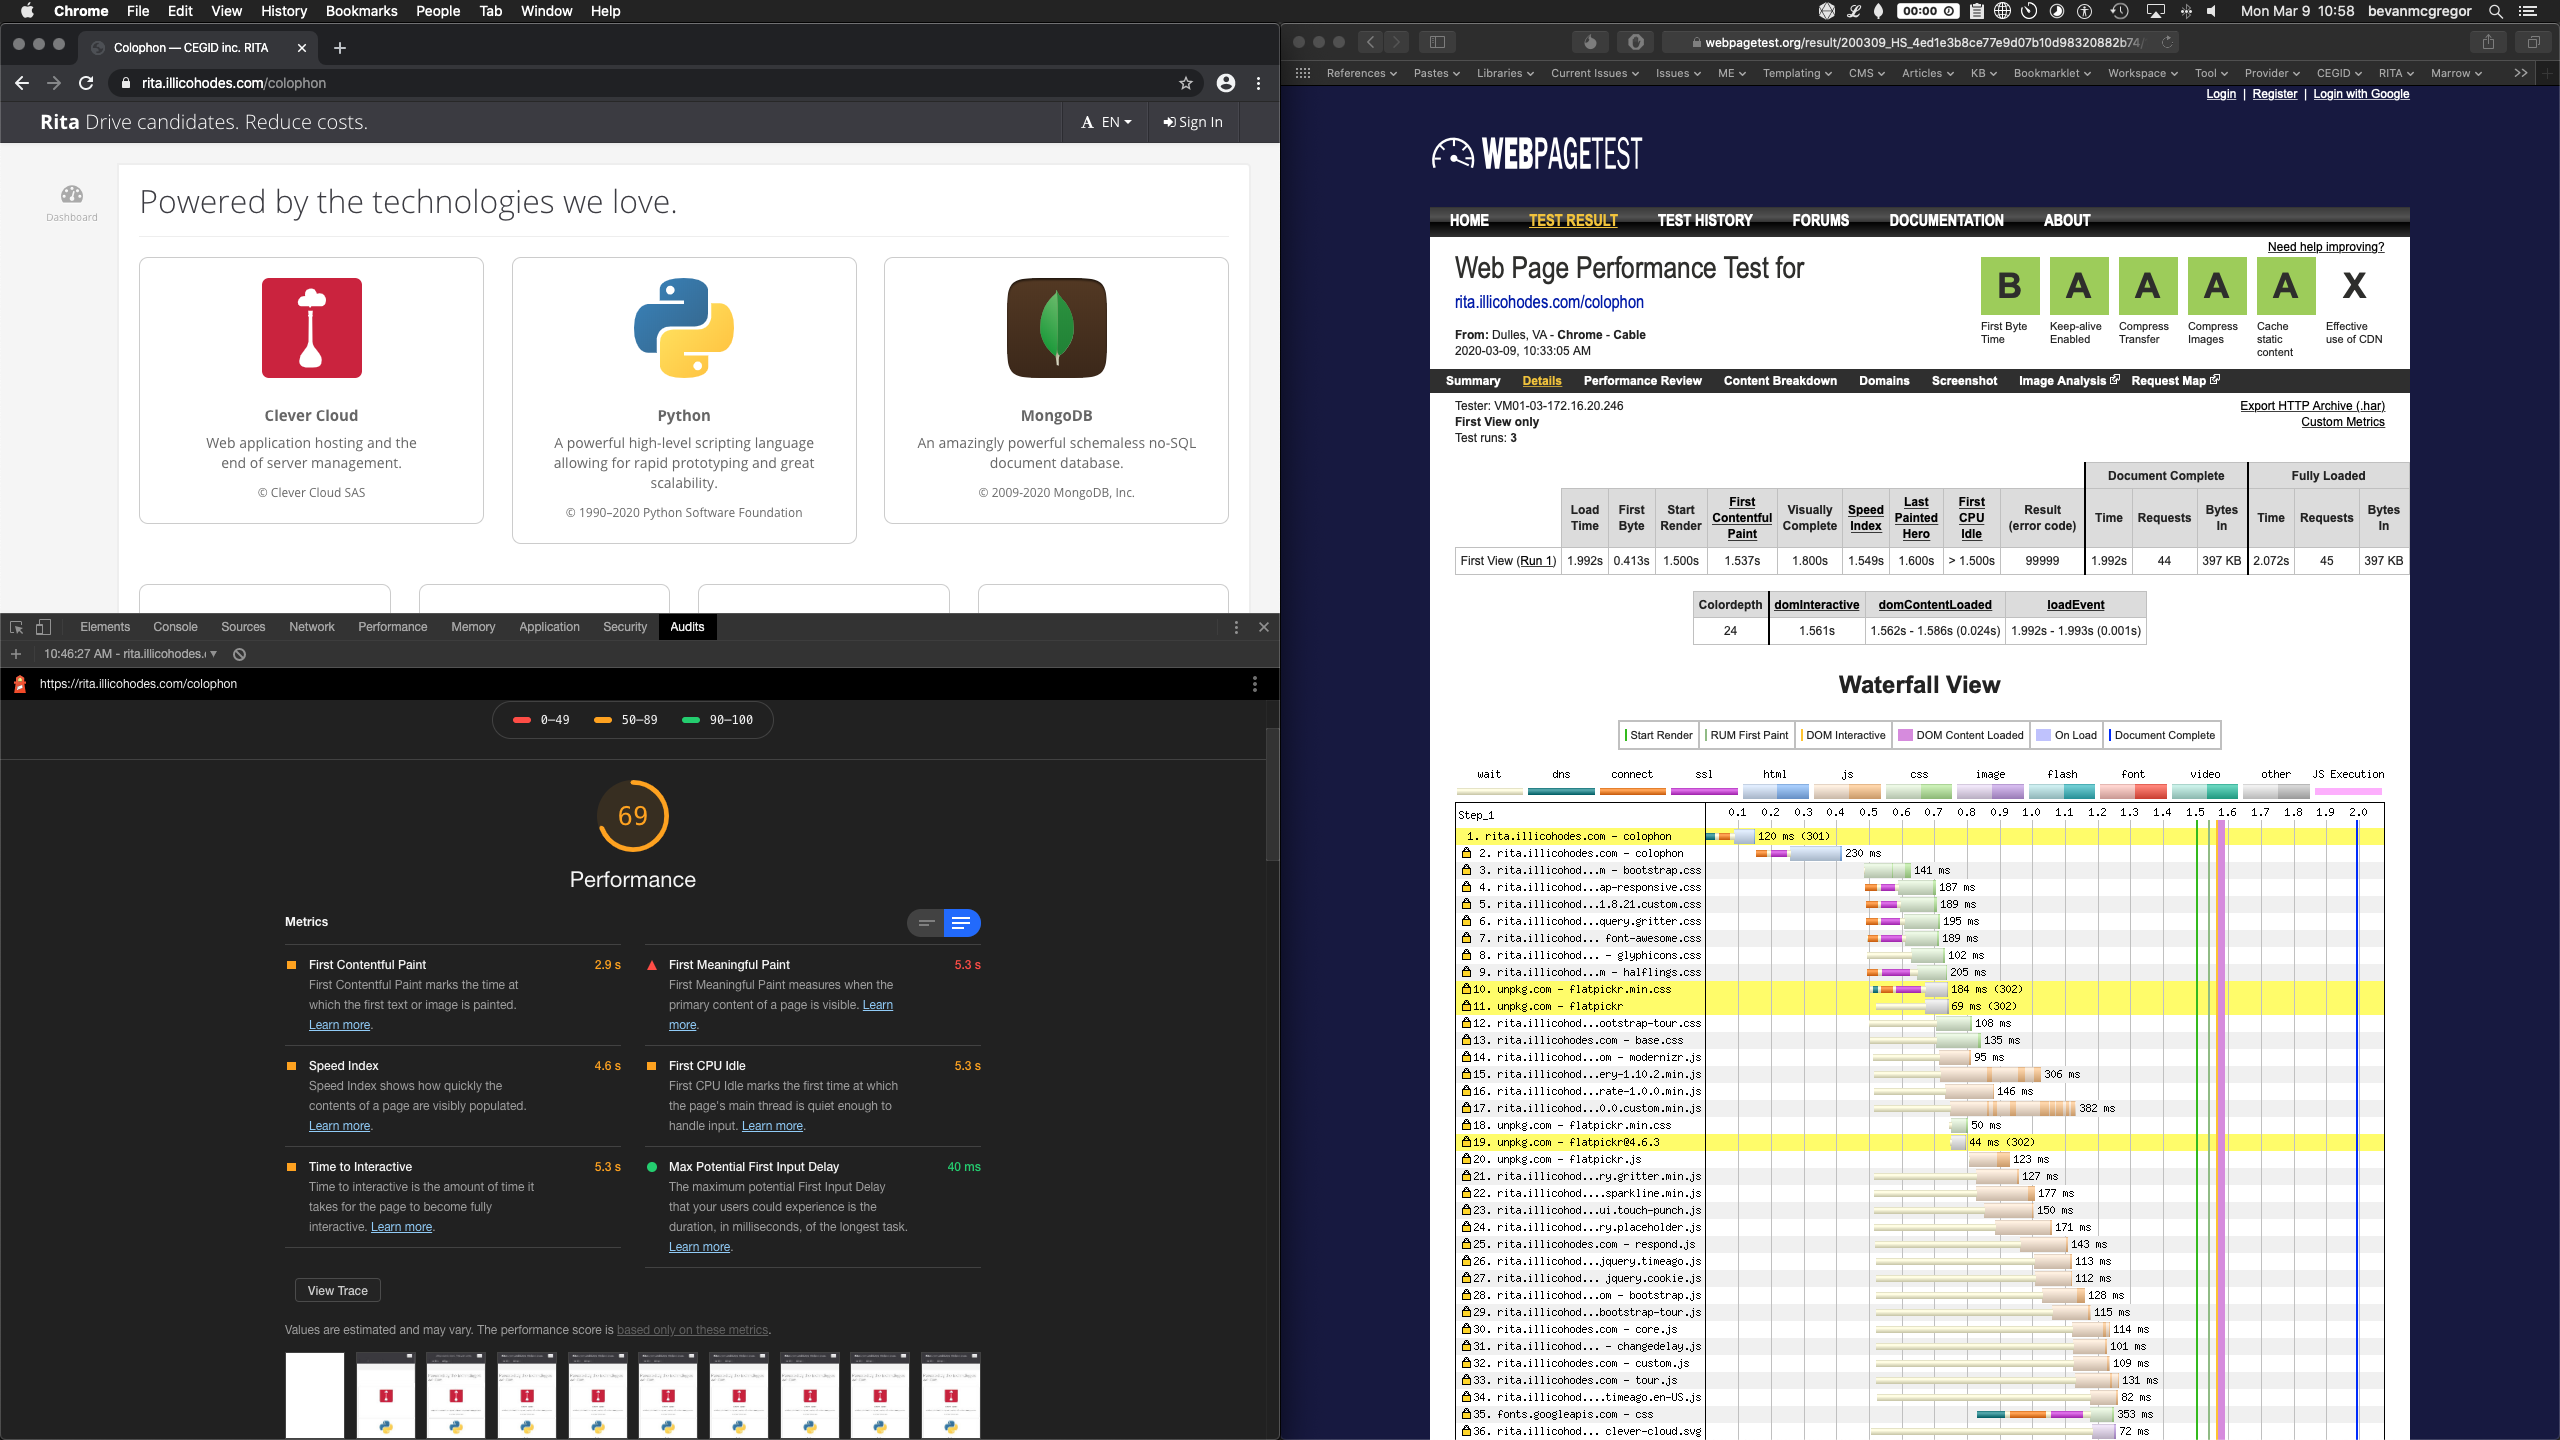 Chrome File Edit View History Bookmarks People Tab Window Help
00:00 Mon Mar 9 10:58 bevanmcgregor
Colophon — CEGID inc. RITA
rita.illicohodes.com/colophon
Rita Drive candidates. Reduce costs.
A EN Sign In
Dashboard
Powered by the technologies we love.
Clever Cloud
Web application hosting and the
end of server management.
© Clever Cloud SAS
Python
A powerful high-level scripting language
allowing for rapid prototyping and great
scalability.
© 1990–2020 Python Software Foundation
MongoDB
An amazingly powerful schemaless no-SQL
document database.
© 2009-2020 MongoDB, Inc.
Elements Console Sources Network Performance Memory Application Security Audits
10:46:27 AM - rita.illicohodes.
https://rita.illicohodes.com/colophon
0–49 50–89 90–100
69
Performance
Metrics
First Contentful Paint 2.9 s
First Contentful Paint marks the time at
which the first text or image is painted.
Learn more.
First Meaningful Paint 5.3 s
First Meaningful Paint measures when the
primary content of a page is visible. Learn
more.
Speed Index 4.6 s
Speed Index shows how quickly the
contents of a page are visibly populated.
Learn more.
First CPU Idle 5.3 s
First CPU Idle marks the first time at which
the page's main thread is quiet enough to
handle input. Learn more.
Time to Interactive 5.3 s
Time to interactive is the amount of time it
takes for the page to become fully
interactive. Learn more.
Max Potential First Input Delay 40 ms
The maximum potential First Input Delay
that your users could experience is the
duration, in milliseconds, of the longest task.
Learn more.
View Trace
Values are estimated and may vary. The performance score is based only on these metrics.
webpagetest.org/result/200309_HS_4ed1e3b8ce77e9d07b10d98320882b74/
References Pastes Libraries Current Issues Issues ME Templating CMS Articles KB Bookmarklet Workspace Tool Provider CEGID RITA Marrow
Login | Register | Login with Google
WEBPAGETEST
HOME TEST RESULT TEST HISTORY FORUMS DOCUMENTATION ABOUT
Need help improving?
Web Page Performance Test for
rita.illicohodes.com/colophon
From: Dulles, VA - Chrome - Cable
2020-03-09, 10:33:05 AM
B A A A A X
First Byte Time
Keep-alive Enabled
Compress Transfer
Compress Images
Cache static content
Effective use of CDN
Summary Details Performance Review Content Breakdown Domains Screenshot Image Analysis Request Map
Tester: VM01-03-172.16.20.246
First View only
Test runs: 3
Export HTTP Archive (.har)
Custom Metrics
Document Complete Fully Loaded
Load Time First Byte Start Render First Contentful Paint Visually Complete Speed Index Last Painted Hero First CPU Idle Result (error code) Time Requests Bytes In Time Requests Bytes In
First View (Run 1) 1.992s 0.413s 1.500s 1.537s 1.800s 1.549s 1.600s > 1.500s 99999 1.992s 44 397 KB 2.072s 45 397 KB
Colordepth domInteractive domContentLoaded loadEvent
24 1.561s 1.562s - 1.586s (0.024s) 1.992s - 1.993s (0.001s)
Waterfall View
Start Render RUM First Paint DOM Interactive DOM Content Loaded On Load Document Complete
wait dns connect ssl html js css image flash font video other JS Execution
Step_1 0.1 0.2 0.3 0.4 0.5 0.6 0.7 0.8 0.9 1.0 1.1 1.2 1.3 1.4 1.5 1.6 1.7 1.8 1.9 2.0
1. rita.illicohodes.com - colophon 120 ms (301)
2. rita.illicohodes.com - colophon 230 ms
3. rita.illicohod...m - bootstrap.css 141 ms
4. rita.illicohod...ap-responsive.css 187 ms
5. rita.illicohod...1.8.21.custom.css 189 ms
6. rita.illicohod...query.gritter.css 195 ms
7. rita.illicohod... font-awesome.css 189 ms
8. rita.illicohod... - glyphicons.css 102 ms
9. rita.illicohod...m - halflings.css 205 ms
10. unpkg.com - flatpickr.min.css 184 ms (302)
11. unpkg.com - flatpickr 69 ms (302)
12. rita.illicohod...ootstrap-tour.css 108 ms
13. rita.illicohodes.com - base.css 135 ms
14. rita.illicohod...om - modernizr.js 95 ms
15. rita.illicohod...ery-1.10.2.min.js 306 ms
16. rita.illicohod...rate-1.0.0.min.js 146 ms
17. rita.illicohod...0.0.custom.min.js 382 ms
18. unpkg.com - flatpickr.min.css 50 ms
19. unpkg.com - flatpickr@4.6.3 44 ms (302)
20. unpkg.com - flatpickr.js 123 ms
21. rita.illicohod...ry.gritter.min.js 127 ms
22. rita.illicohod....sparkline.min.js 177 ms
23. rita.illicohod...ui.touch-punch.js 150 ms
24. rita.illicohod...ry.placeholder.js 171 ms
25. rita.illicohodes.com - respond.js 143 ms
26. rita.illicohod...jquery.timeago.js 113 ms
27. rita.illicohod... jquery.cookie.js 112 ms
28. rita.illicohod...om - bootstrap.js 128 ms
29. rita.illicohod...bootstrap-tour.js 115 ms
30. rita.illicohodes.com - core.js 114 ms
31. rita.illicohod... - changedelay.js 101 ms
32. rita.illicohodes.com - custom.js 109 ms
33. rita.illicohodes.com - tour.js 131 ms
34. rita.illicohod...timeago.en-US.js 82 ms
35. fonts.googleapis.com - css 353 ms
36. rita.illicohod... clever-cloud.svg 72 ms